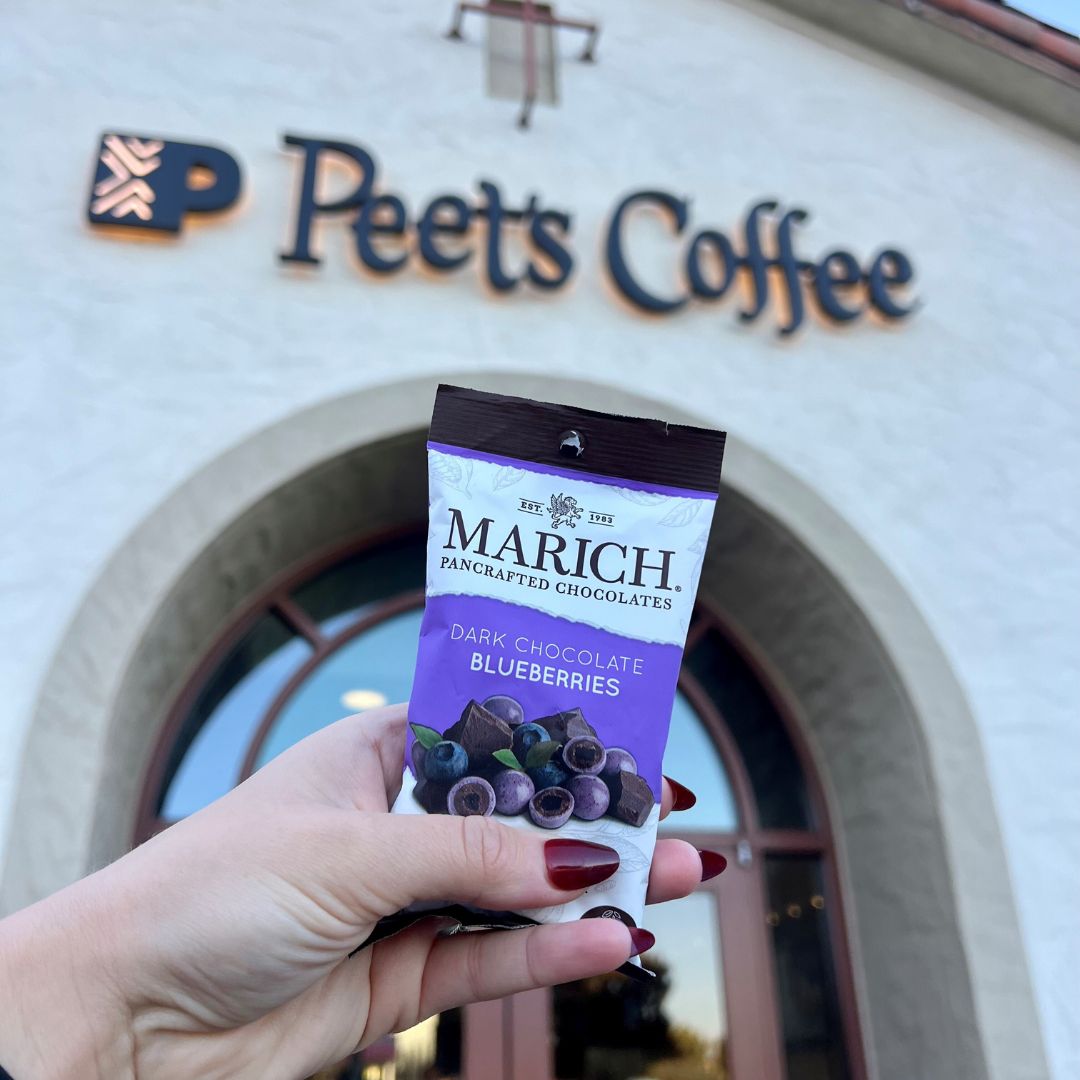 Peet's Coffee
EST. 1983
MARICH®
PANCRAFTED CHOCOLATES
DARK CHOCOLATE
BLUEBERRIES